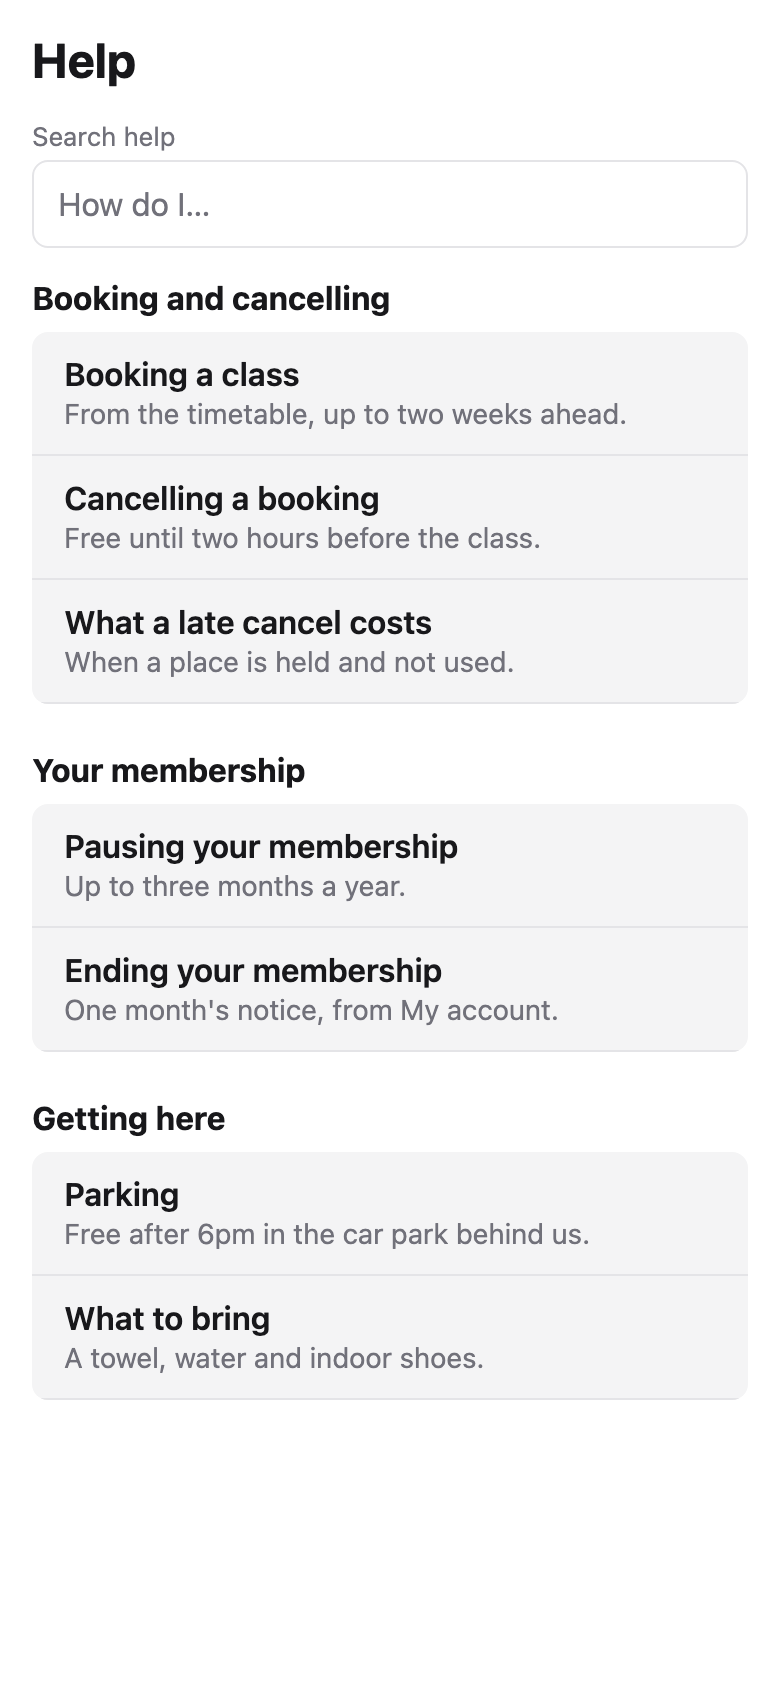 Help
Search help
How do I...
Booking and cancelling
Booking a class
From the timetable, up to two weeks ahead.
Cancelling a booking
Free until two hours before the class.
What a late cancel costs
When a place is held and not used.
Your membership
Pausing your membership
Up to three months a year.
Ending your membership
One month's notice, from My account.
Getting here
Parking
Free after 6pm in the car park behind us.
What to bring
A towel, water and indoor shoes.